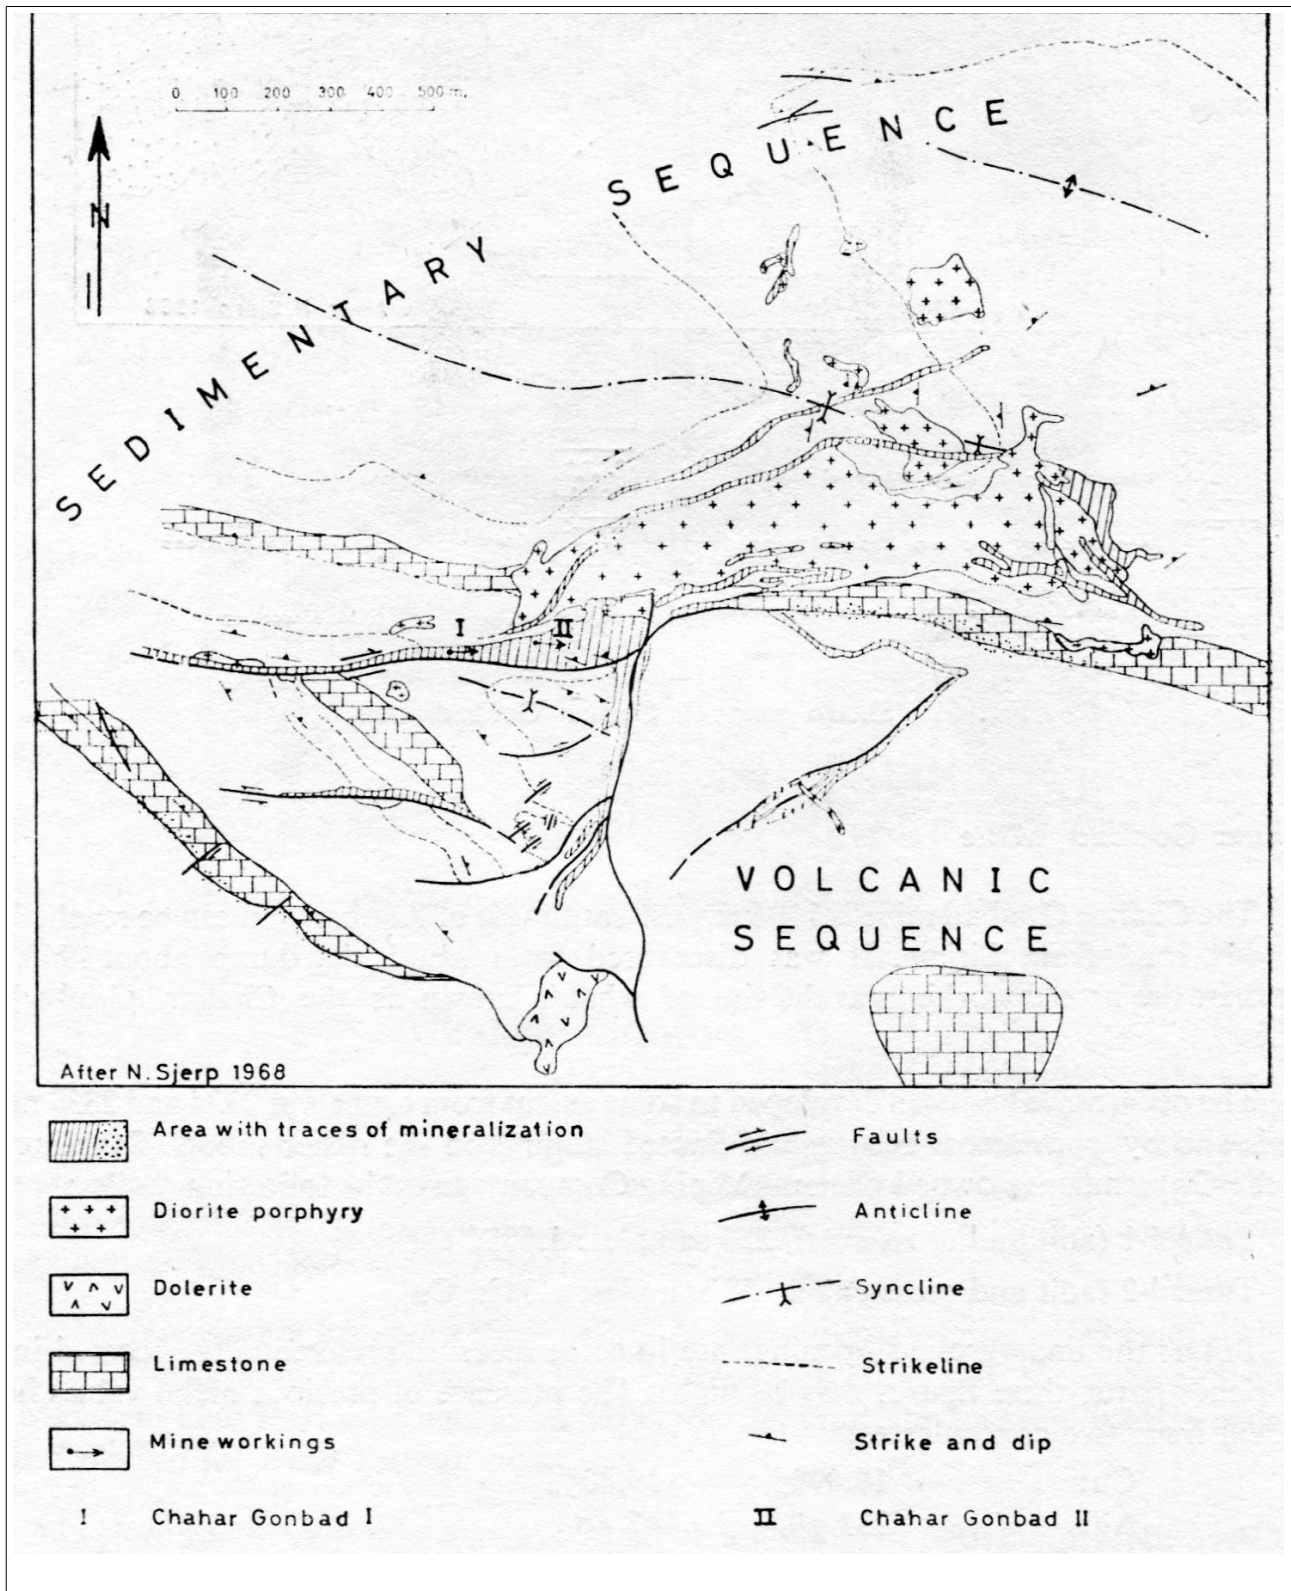 0 100 200 300 400 500 m.
N
SEDIMENTARY SEQUENCE
I
II
VOLCANIC
SEQUENCE
After N. Sjerp 1968
Area with traces of mineralization
Faults
Diorite porphyry
Anticline
Dolerite
Syncline
Limestone
Strikeline
Mine workings
Strike and dip
I Chahar Gonbad I
II Chahar Gonbad II